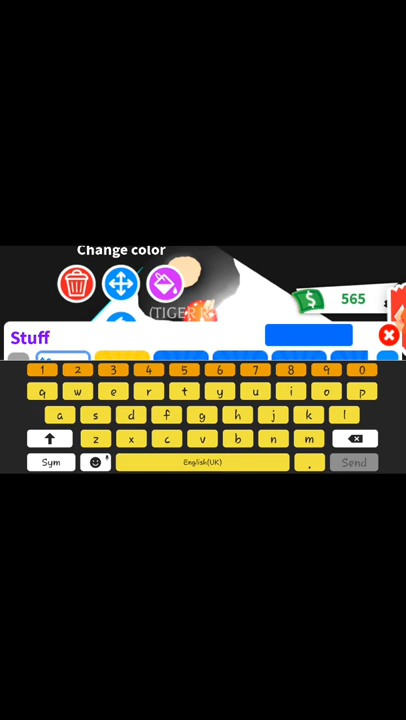 Change color
$ 565
(TIGER
Stuff
1 2 3 4 5 6 7 8 9 0
q w e r t y u i o p
a s d f g h j k l
z x c v b n m
Sym English(UK) . Send